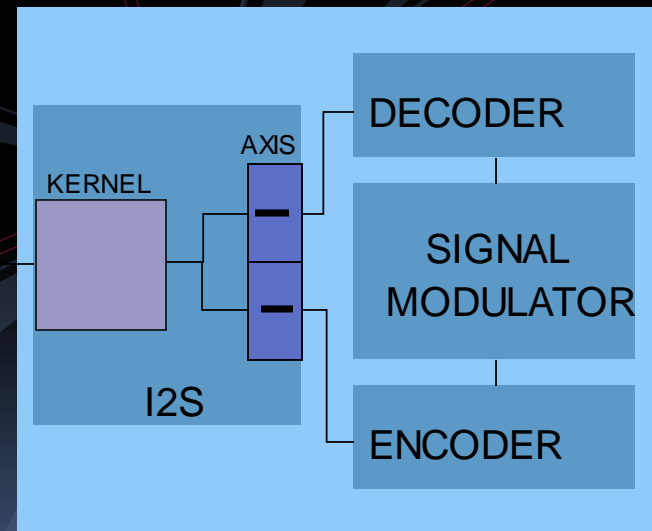 DECODER
AXIS
KERNEL
SIGNAL
MODULATOR
I2S
ENCODER